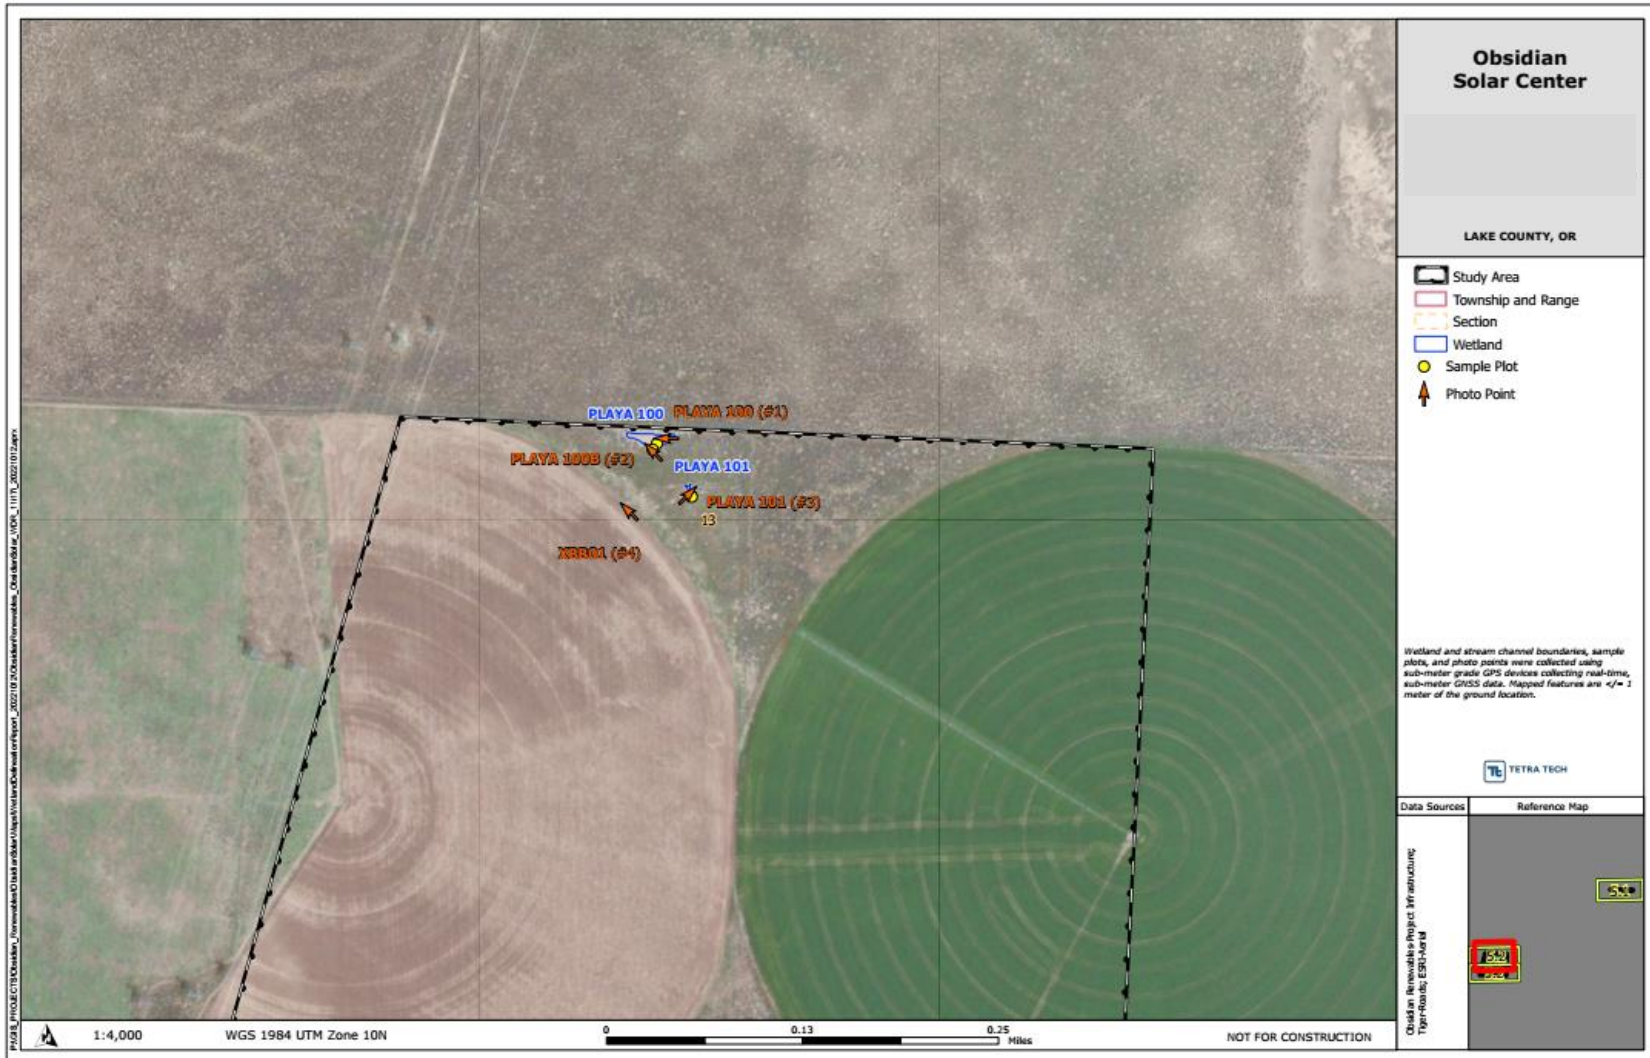 Obsidian
Solar Center
LAKE COUNTY, OR
Study Area
Township and Range
Section
Wetland
Sample Plot
Photo Point
PLAYA 100
PLAYA 100 (#1)
PLAYA 100B (#2)
PLAYA 101
PLAYA 101 (#3)
13
XBB01 (#4)
Wetland and stream channel boundaries, sample
plots, and photo points were collected using
sub-meter grade GPS devices collecting real-time,
sub-meter GNSS data. Mapped features are </= 1
meter of the ground location.
TETRA TECH
Data Sources
Reference Map
Obsidian Renewables-Project Infrastructure;
Tiger-Roads; ESRI-Aerial
5.1
5.2
1:4,000
WGS 1984 UTM Zone 10N
0
0.13
0.25
Miles
NOT FOR CONSTRUCTION